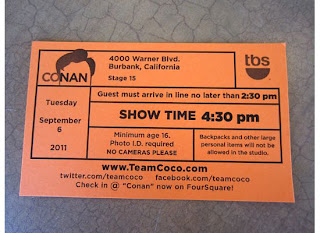 CONAN
4000 Warner Blvd.
Burbank, California
Stage 15
tbs
Guest must arrive in line no later than 2:30 pm
Tuesday
September
6
2011
SHOW TIME 4:30 pm
Minimum age 16.
Photo I.D. required
NO CAMERAS PLEASE
Backpacks and other large
personal items will not be
allowed in the studio.
www.TeamCoco.com
twitter.com/teamcoco facebook.com/teamcoco
Check in @ "Conan" now on FourSquare!